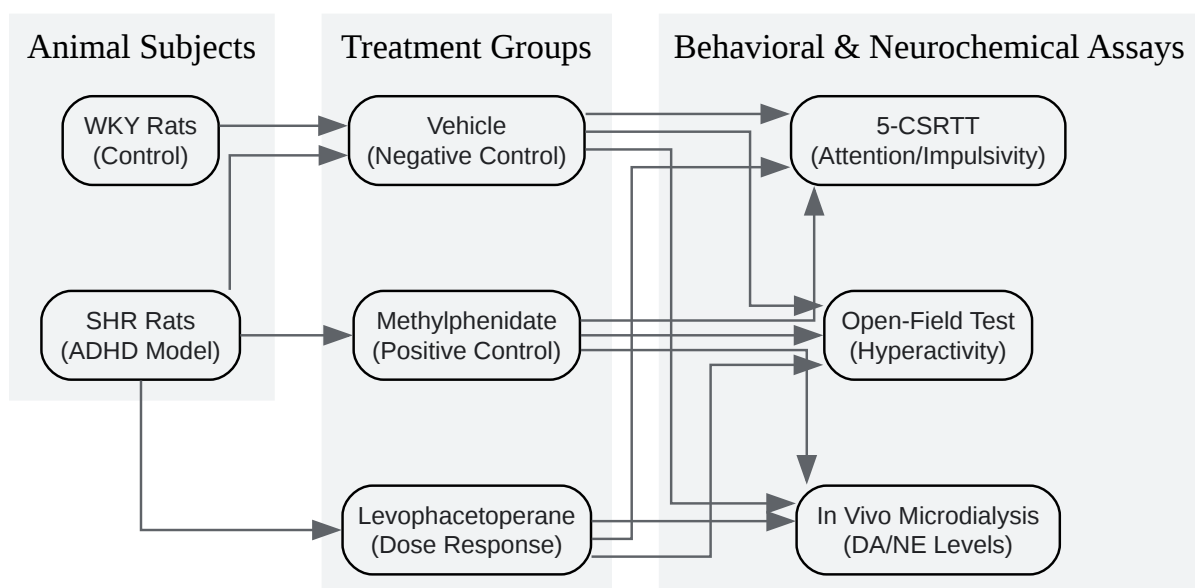 Animal Subjects
Treatment Groups
Behavioral & Neurochemical Assays
WKY Rats
(Control)
Vehicle
(Negative Control)
5-CSRTT
(Attention/Impulsivity)
SHR Rats
(ADHD Model)
Methylphenidate
(Positive Control)
Open-Field Test
(Hyperactivity)
Levophacetoperane
(Dose Response)
In Vivo Microdialysis
(DA/NE Levels)